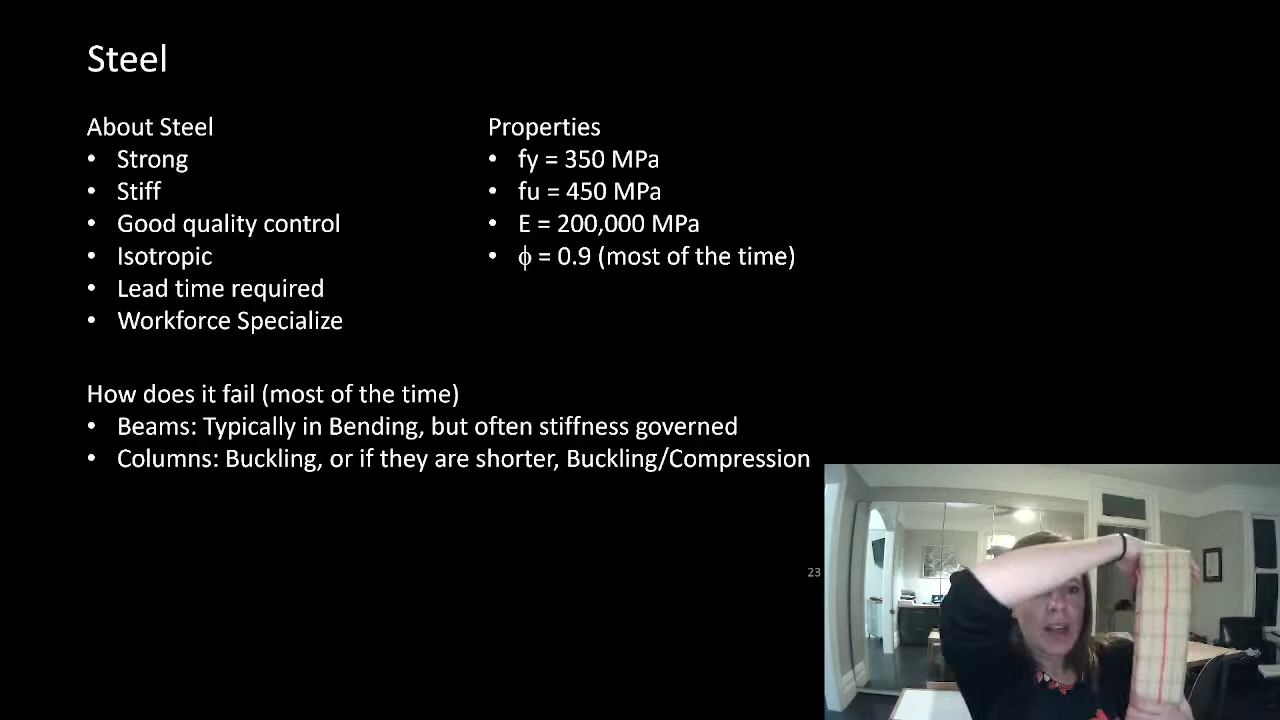 Steel
About Steel
• Strong
• Stiff
• Good quality control
• Isotropic
• Lead time required
• Workforce Specialize
Properties
• fy = 350 MPa
• fu = 450 MPa
• E = 200,000 MPa
• ϕ = 0.9 (most of the time)
How does it fail (most of the time)
• Beams: Typically in Bending, but often stiffness governed
• Columns: Buckling, or if they are shorter, Buckling/Compression
23